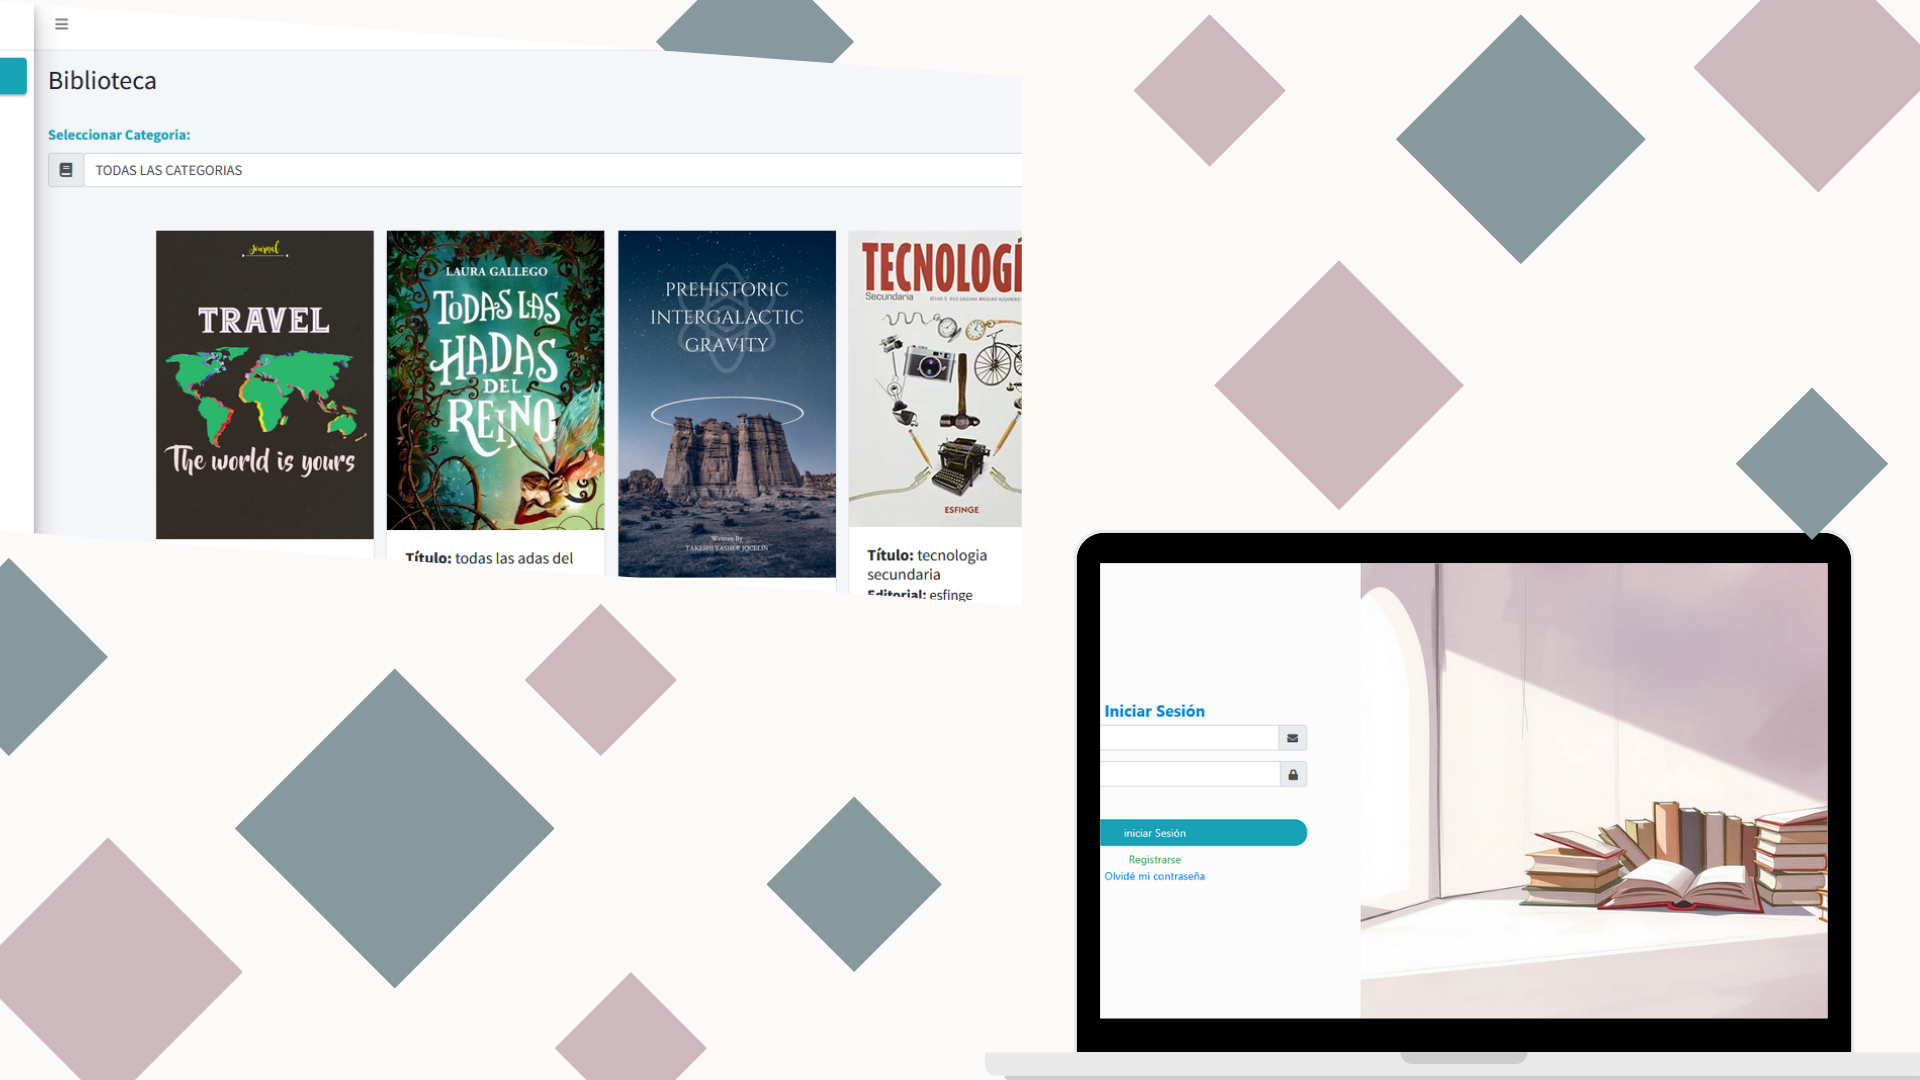 Biblioteca
Seleccionar Categoria:
TODAS LAS CATEGORIAS
journal
TRAVEL
The world is yours
LAURA GALLEGO
TODAS LAS
HADAS
DEL
REINO
Título: todas las adas del
PREHISTORIC
INTERGALACTIC
GRAVITY
Written By
TAKESHI YASHER JOCELIN
TECNOLOGÍ
Secundaria
ESFINGE
Título: tecnologia
secundaria
Editorial: esfinge
Iniciar Sesión
iniciar Sesión
Registrarse
Olvidé mi contraseña